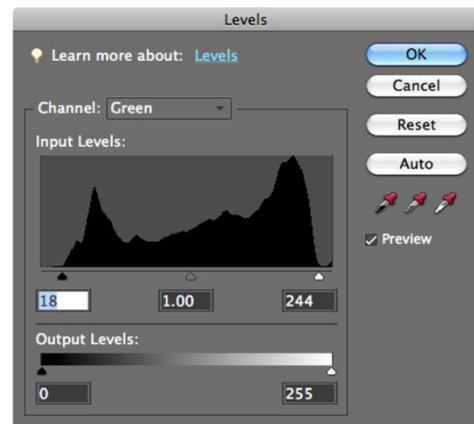 Levels
Learn more about: Levels
Channel: Green
Input Levels:
18 1.00 244
Output Levels:
0 255
OK
Cancel
Reset
Auto
Preview